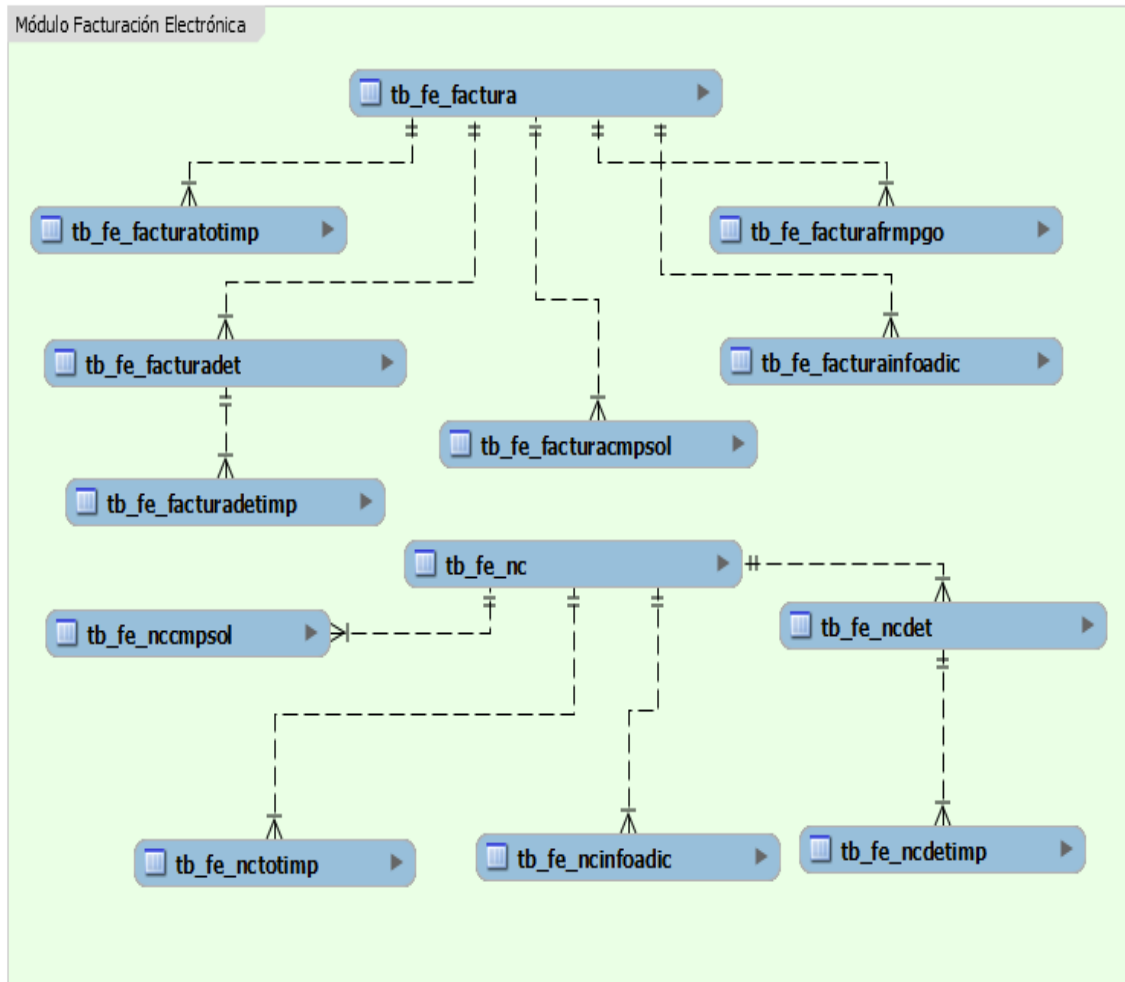 Módulo Facturación Electrónica
tb_fe_factura
tb_fe_facturatotimp
tb_fe_facturafrmpgo
tb_fe_facturadet
tb_fe_facturainfoadic
tb_fe_facturacmpsol
tb_fe_facturadetimp
tb_fe_nc
tb_fe_nccmpsol
tb_fe_ncdet
tb_fe_nctotimp
tb_fe_ncinfoadic
tb_fe_ncdetimp